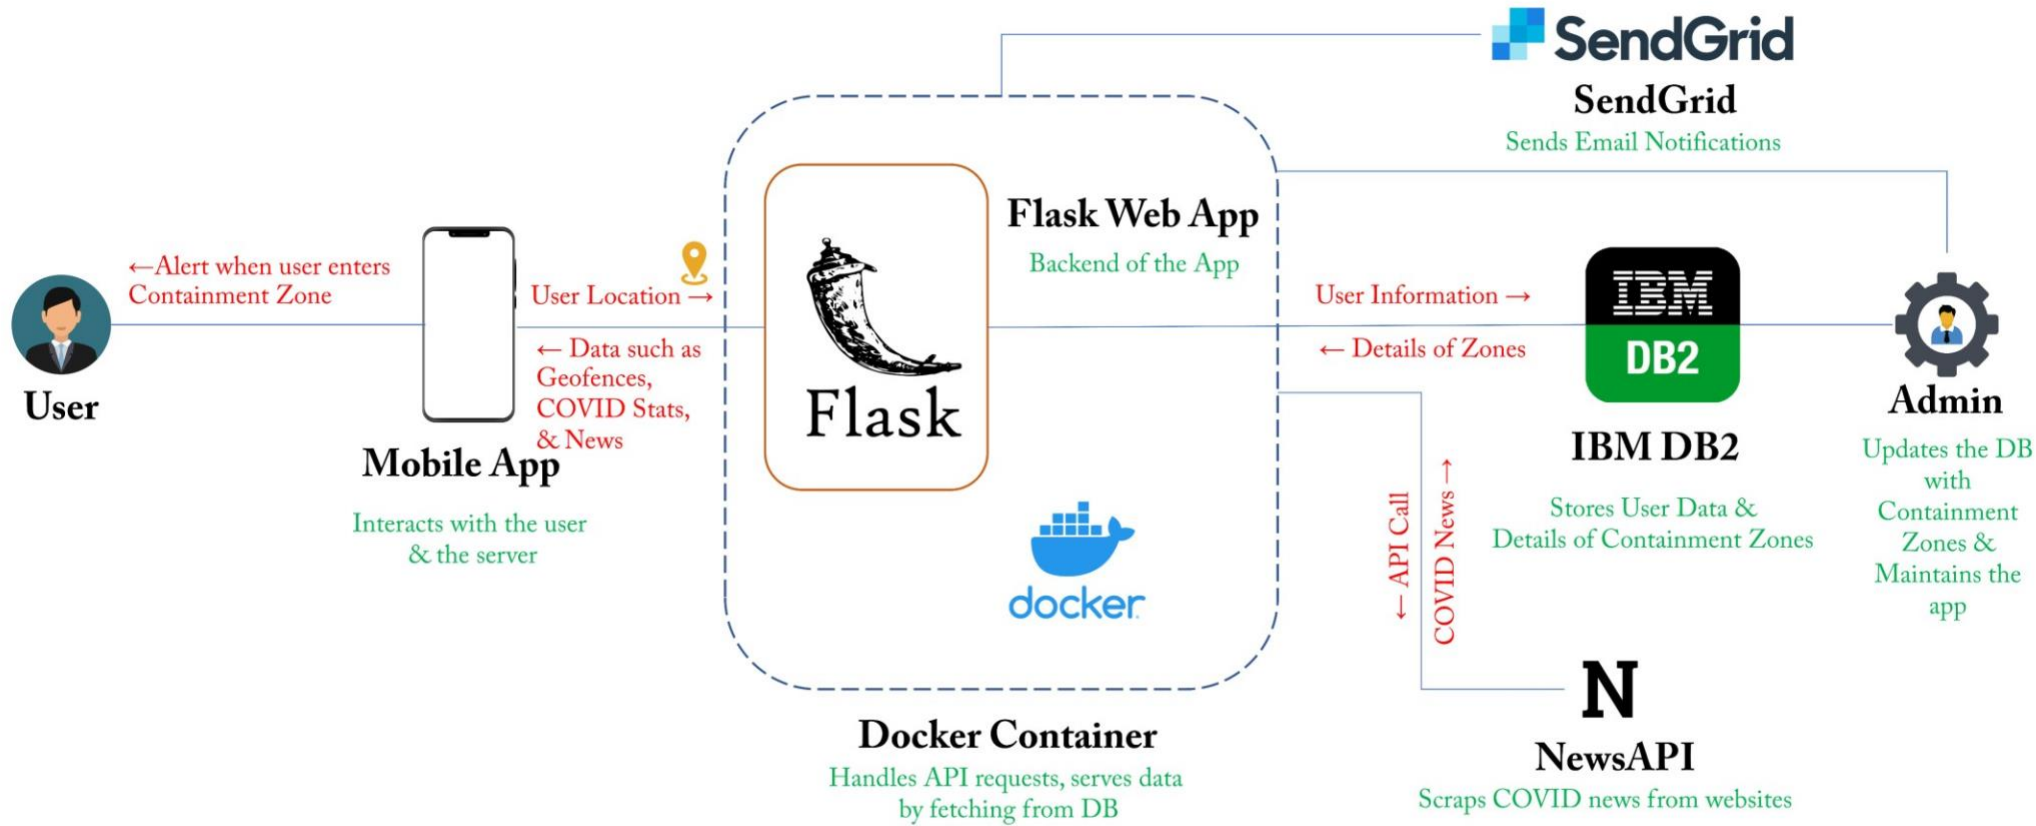 SendGrid
SendGrid
Sends Email Notifications
←Alert when user enters
Containment Zone
User
Mobile App
Interacts with the user
& the server
User Location →
← Data such as
Geofences,
COVID Stats,
& News
Flask
Flask Web App
Backend of the App
docker
Docker Container
Handles API requests, serves data
by fetching from DB
User Information →
← Details of Zones
IBM
DB2
IBM DB2
Stores User Data &
Details of Containment Zones
Admin
Updates the DB
with
Containment
Zones &
Maintains the
app
← API Call
COVID News →
N
NewsAPI
Scraps COVID news from websites